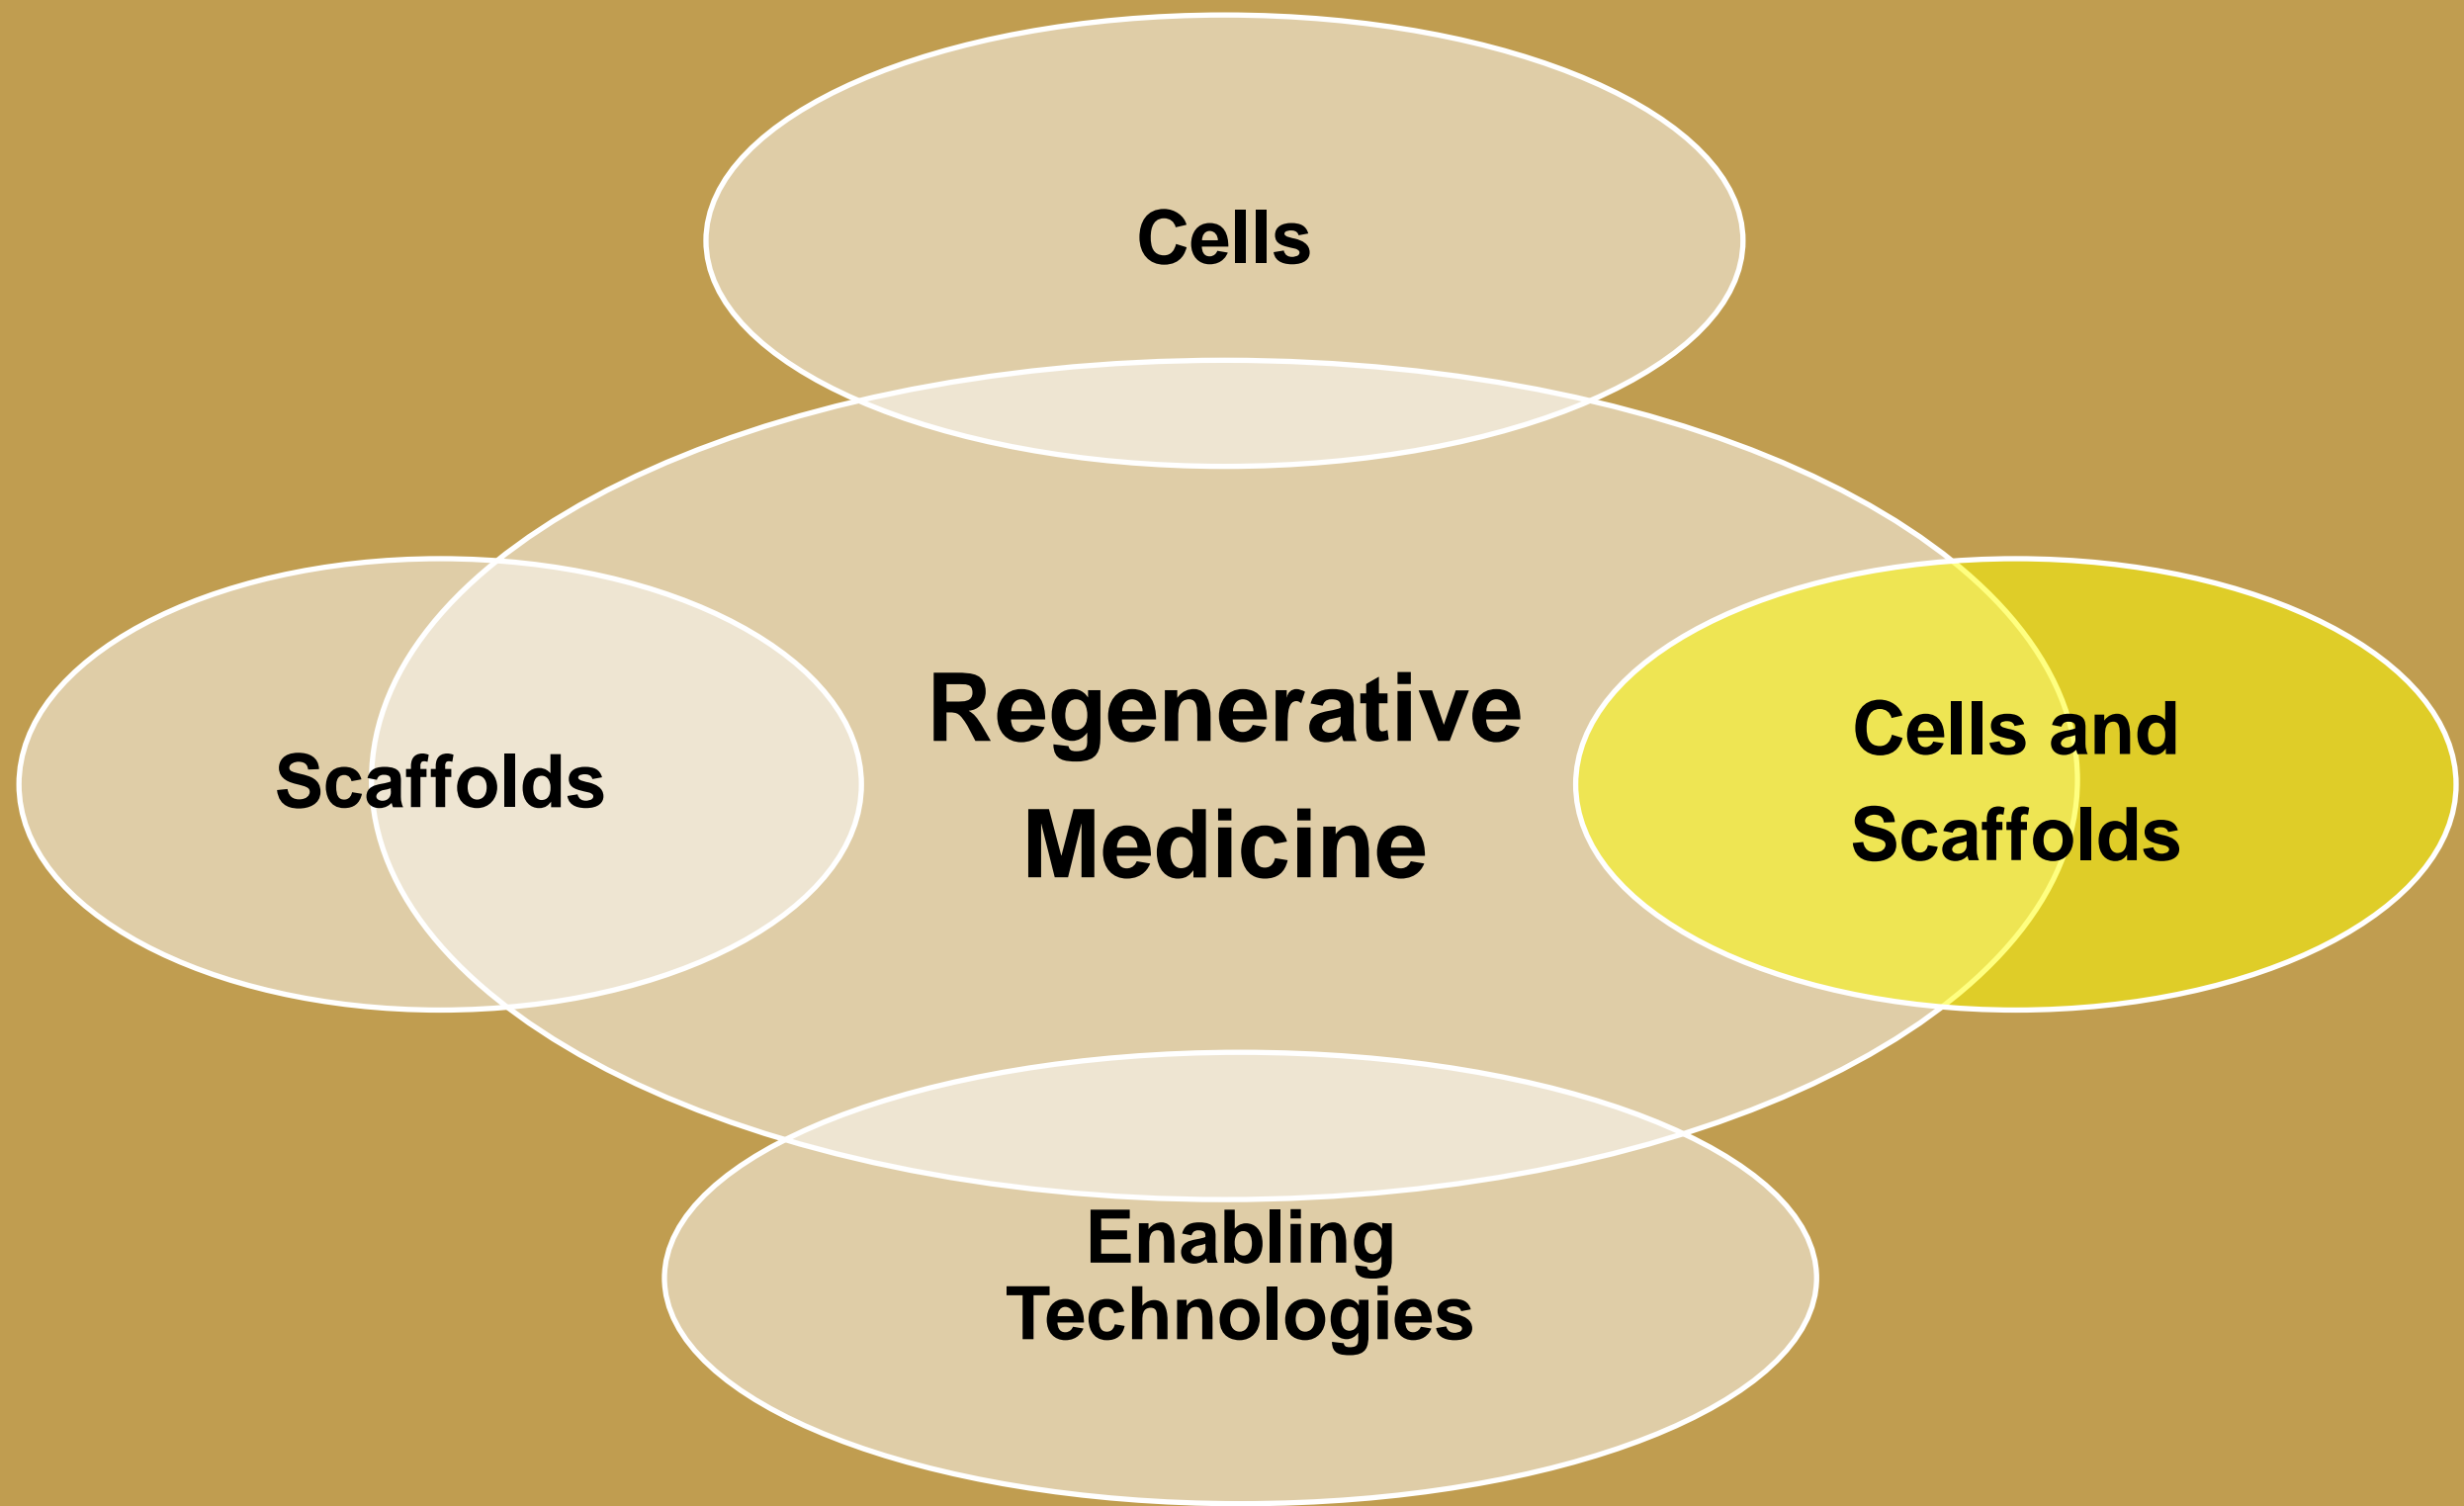 Cells
Scaffolds
Regenerative
Medicine
Cells and
Scaffolds
Enabling
Technologies